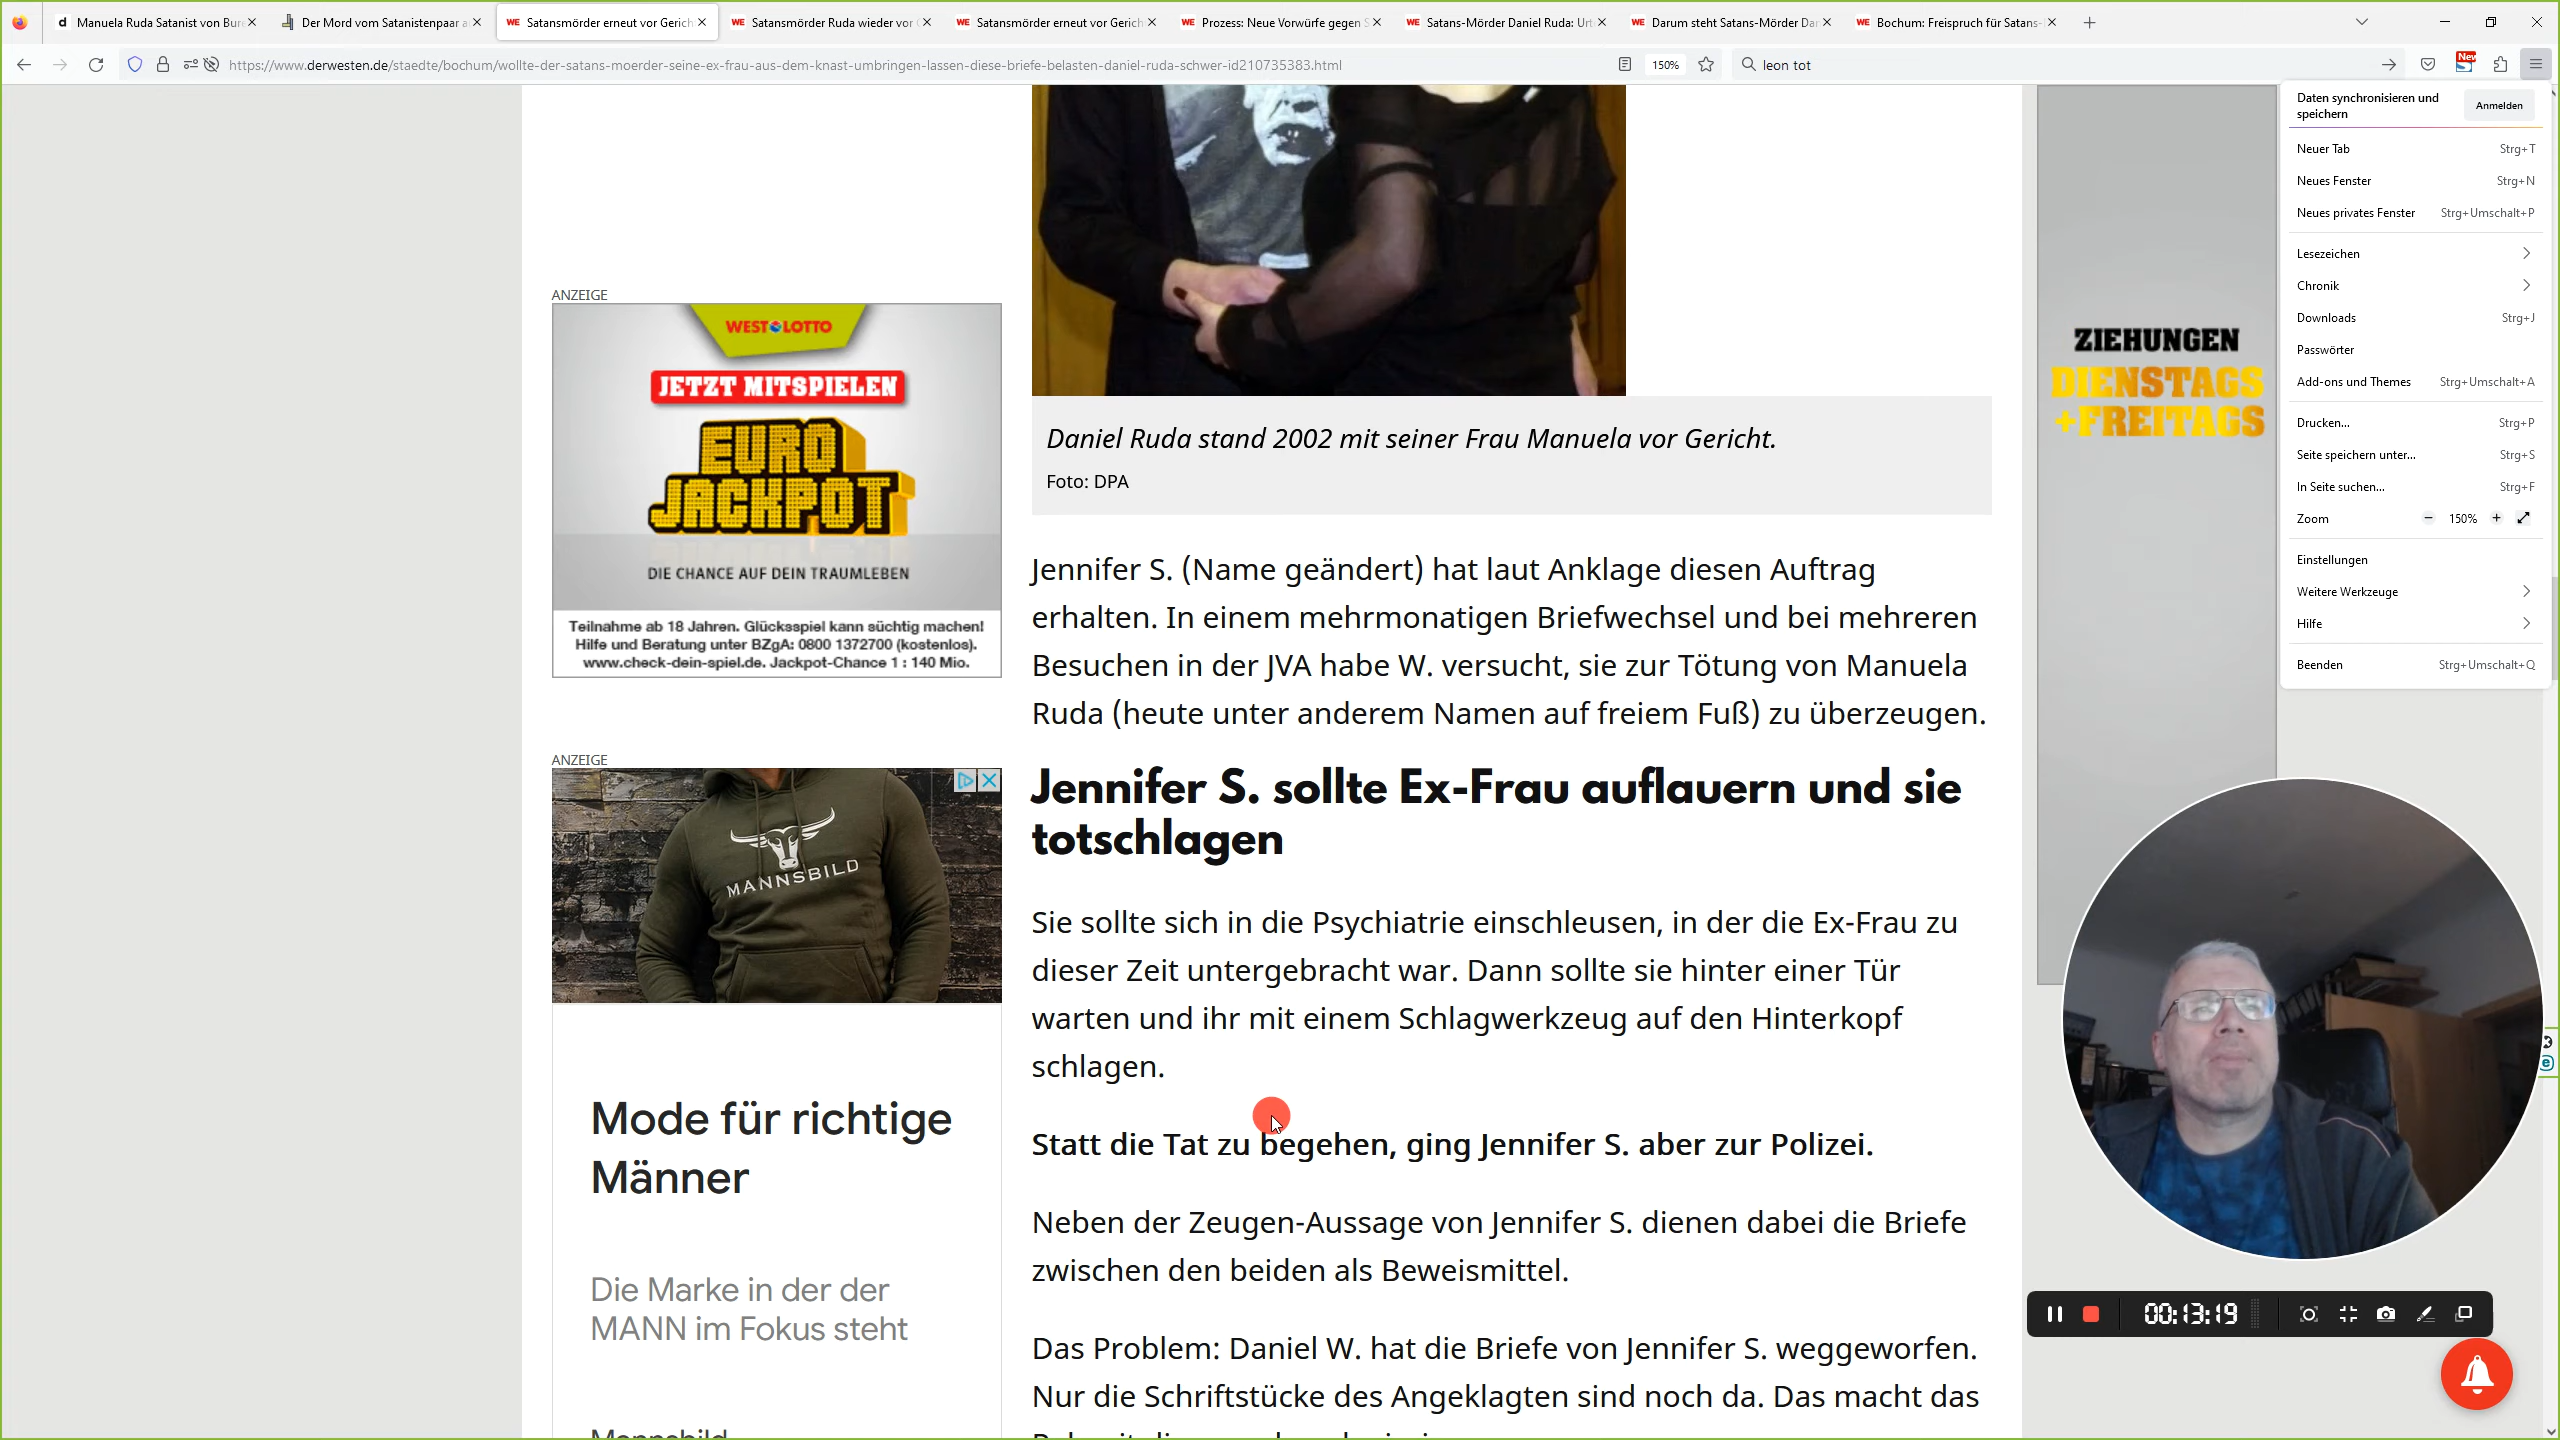 Manuela Ruda Satanist von Bure
Der Mord vom Satanistenpaar a
Satansmörder erneut vor Gerich
Satansmörder Ruda wieder vor G
Satansmörder erneut vor Gerich
Prozess: Neue Vorwürfe gegen S
Satans-Mörder Daniel Ruda: Urt
Darum steht Satans-Mörder Dan
Bochum: Freispruch für Satans-
https://www.derwesten.de/staedte/bochum/wollte-der-satans-moerder-seine-ex-frau-aus-dem-knast-umbringen-lassen-diese-briefe-belasten-daniel-ruda-schwer-id210735383.html
150%
leon tot
New
Daten synchronisieren und
speichern
Anmelden
Neuer Tab Strg+T
Neues Fenster Strg+N
Neues privates Fenster Strg+Umschalt+P
Lesezeichen
Chronik
Downloads Strg+J
Passwörter
Add-ons und Themes Strg+Umschalt+A
Drucken... Strg+P
Seite speichern unter... Strg+S
In Seite suchen... Strg+F
Zoom 150%
Einstellungen
Weitere Werkzeuge
Hilfe
Beenden Strg+Umschalt+Q
ANZEIGE
WESTLOTTO
JETZT MITSPIELEN
EURO
JACKPOT
DIE CHANCE AUF DEIN TRAUMLEBEN
Teilnahme ab 18 Jahren. Glücksspiel kann süchtig machen!
Hilfe und Beratung unter BZgA: 0800 1372700 (kostenlos).
www.check-dein-spiel.de. Jackpot-Chance 1 : 140 Mio.
ANZEIGE
MANNSBILD
Mode für richtige
Männer
Die Marke in der der
MANN im Fokus steht
Daniel Ruda stand 2002 mit seiner Frau Manuela vor Gericht.
Foto: DPA
Jennifer S. (Name geändert) hat laut Anklage diesen Auftrag
erhalten. In einem mehrmonatigen Briefwechsel und bei mehreren
Besuchen in der JVA habe W. versucht, sie zur Tötung von Manuela
Ruda (heute unter anderem Namen auf freiem Fuß) zu überzeugen.
Jennifer S. sollte Ex-Frau auflauern und sie
totschlagen
Sie sollte sich in die Psychiatrie einschleusen, in der die Ex-Frau zu
dieser Zeit untergebracht war. Dann sollte sie hinter einer Tür
warten und ihr mit einem Schlagwerkzeug auf den Hinterkopf
schlagen.
Statt die Tat zu begehen, ging Jennifer S. aber zur Polizei.
Neben der Zeugen-Aussage von Jennifer S. dienen dabei die Briefe
zwischen den beiden als Beweismittel.
Das Problem: Daniel W. hat die Briefe von Jennifer S. weggeworfen.
Nur die Schriftstücke des Angeklagten sind noch da. Das macht das
ZIEHUNGEN
DIENSTAGS
+FREITAGS
00:13:19